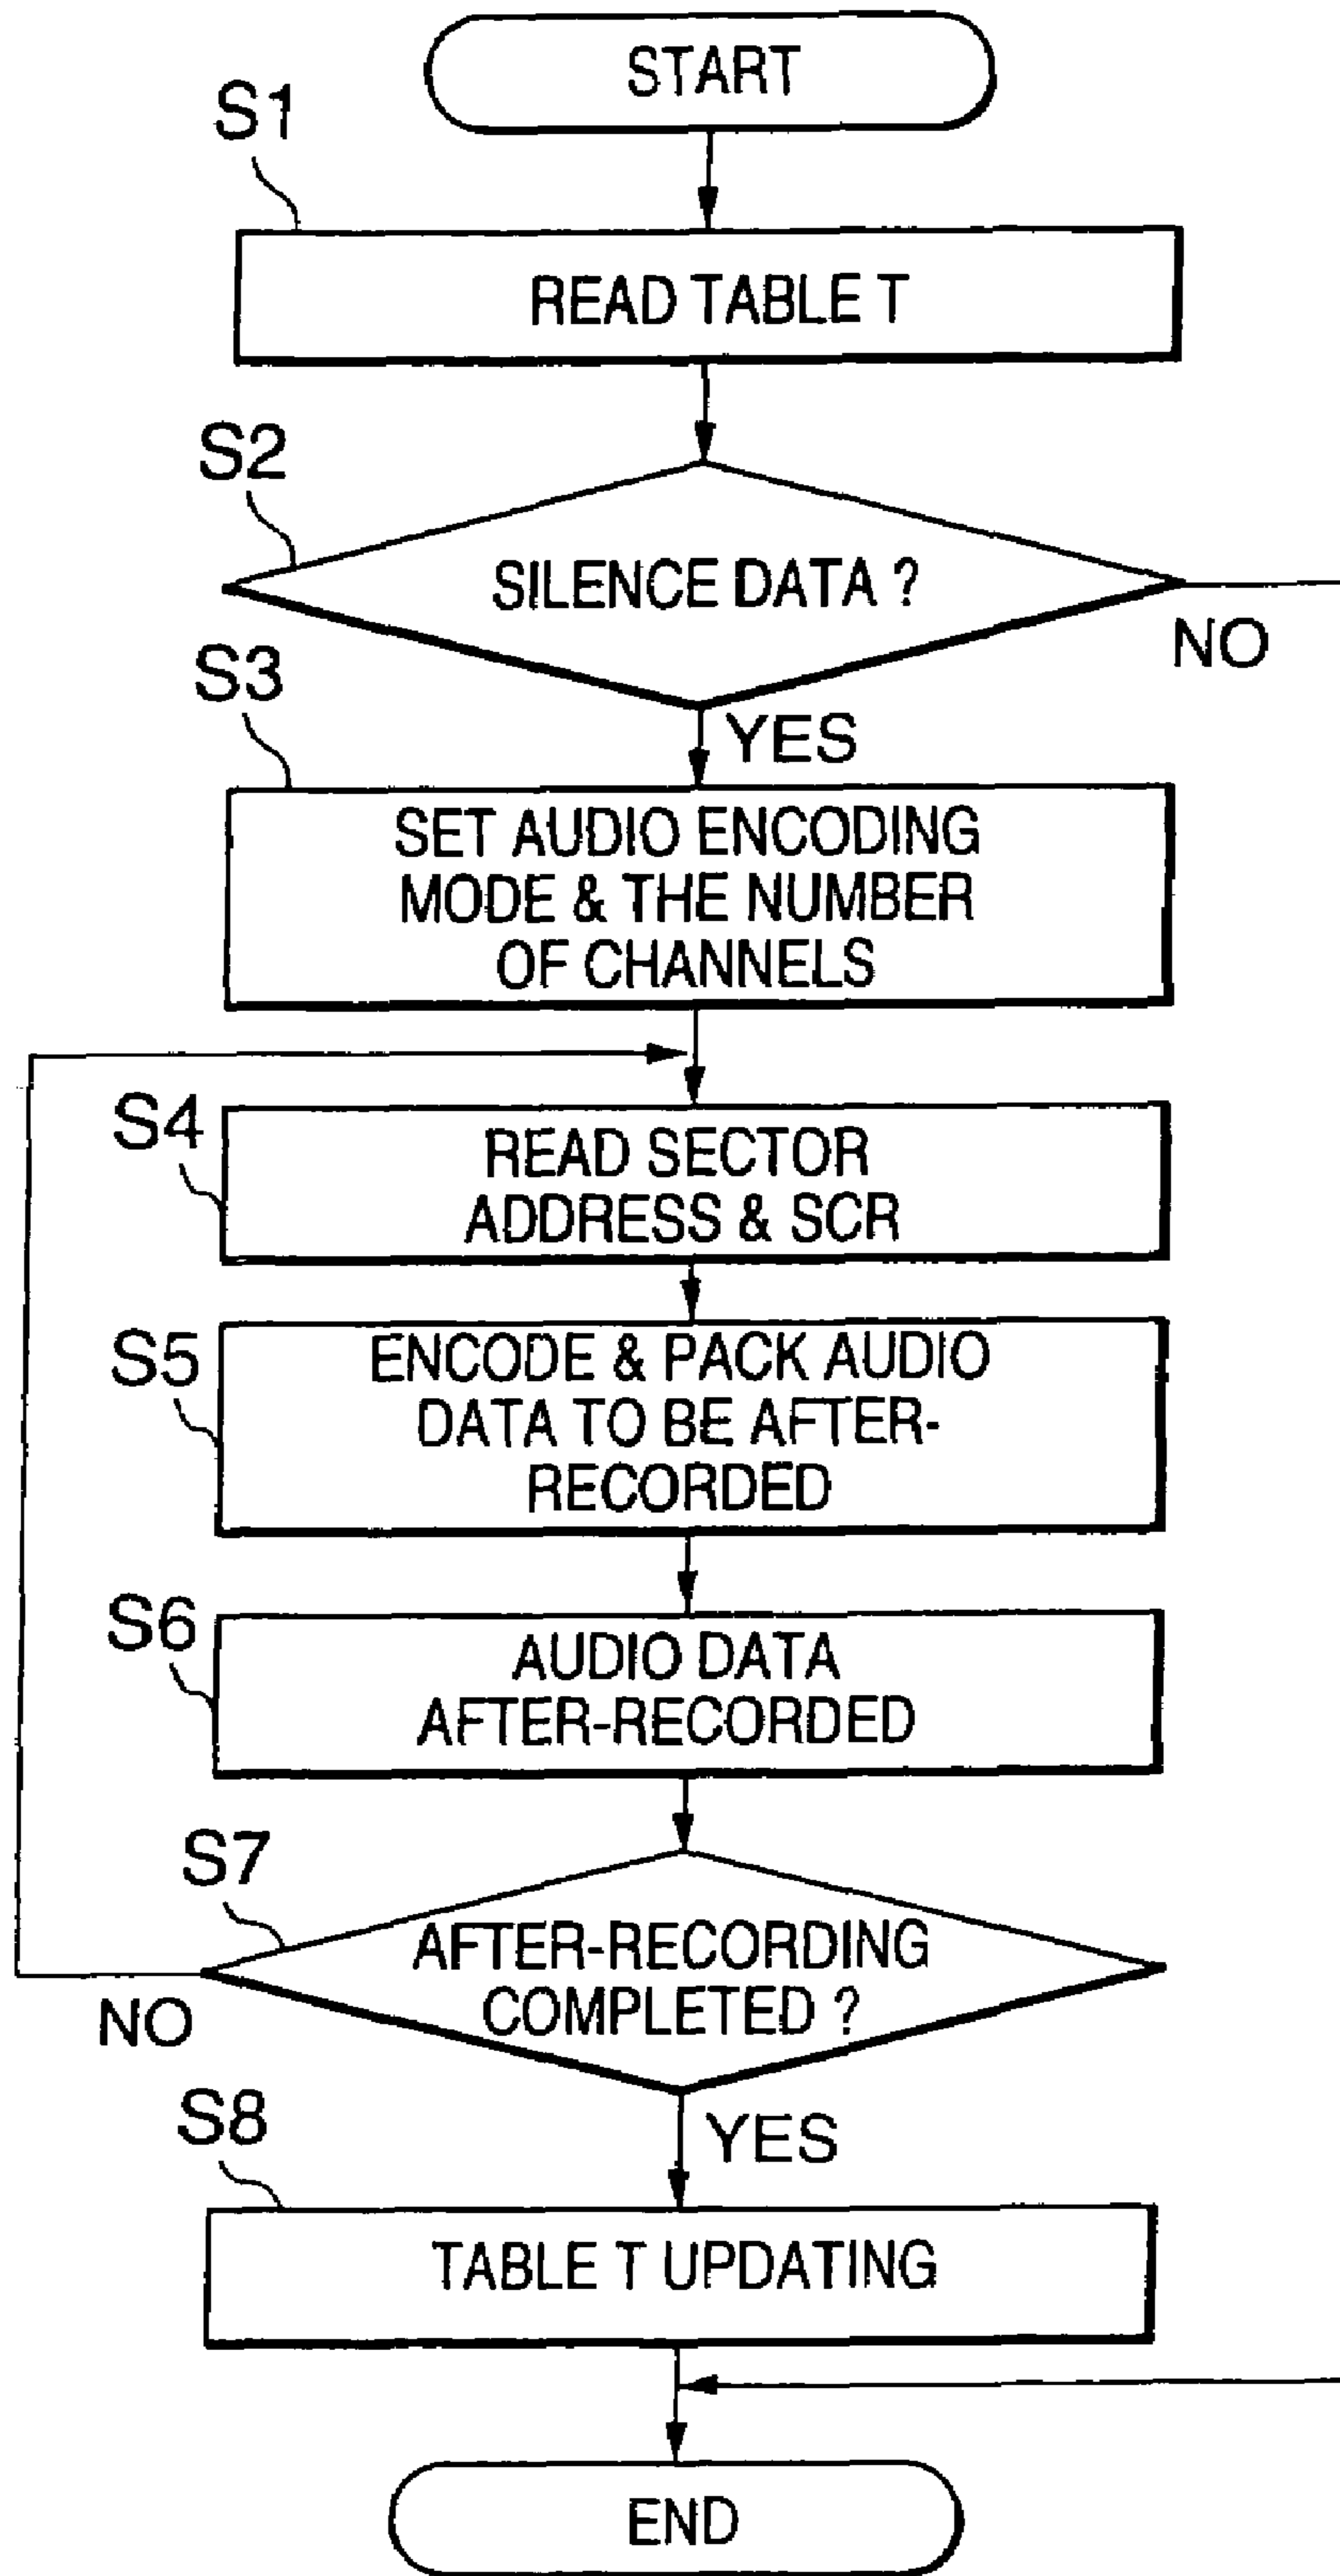 START
S1
READ TABLE T
S2
SILENCE DATA ?
NO
YES
S3
SET AUDIO ENCODING
MODE & THE NUMBER
OF CHANNELS
S4
READ SECTOR
ADDRESS & SCR
S5
ENCODE & PACK AUDIO
DATA TO BE AFTER-
RECORDED
S6
AUDIO DATA
AFTER-RECORDED
S7
AFTER-RECORDING
COMPLETED ?
NO
YES
S8
TABLE T UPDATING
END